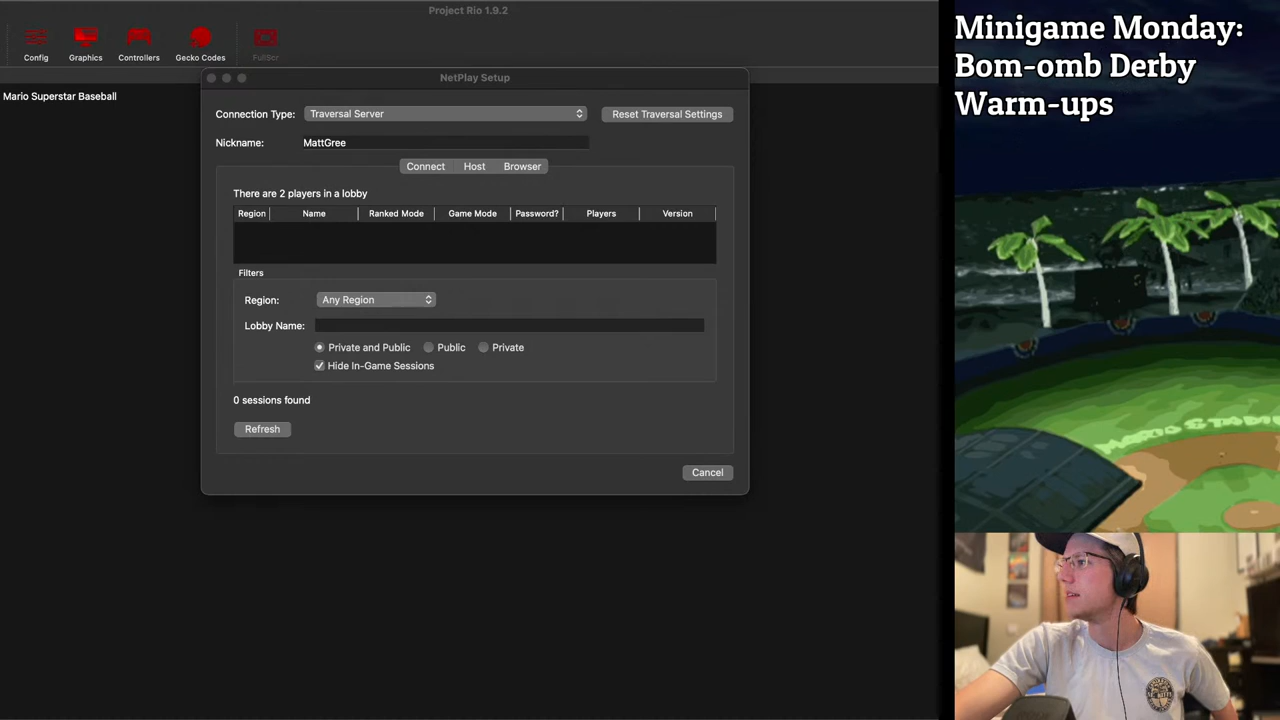 Project Rio 1.9.2
Minigame Monday:
Bom-omb Derby
Warm-ups
Config
Graphics
Controllers
Gecko Codes
FullScr
NetPlay Setup
Mario Superstar Baseball
Connection Type:
Traversal Server
Reset Traversal Settings
Nickname:
MattGree
Connect
Host
Browser
There are 2 players in a lobby
Region
Name
Ranked Mode
Game Mode
Password?
Players
Version
Filters
Region:
Any Region
Lobby Name:
Private and Public
Public
Private
Hide In-Game Sessions
0 sessions found
Refresh
Cancel